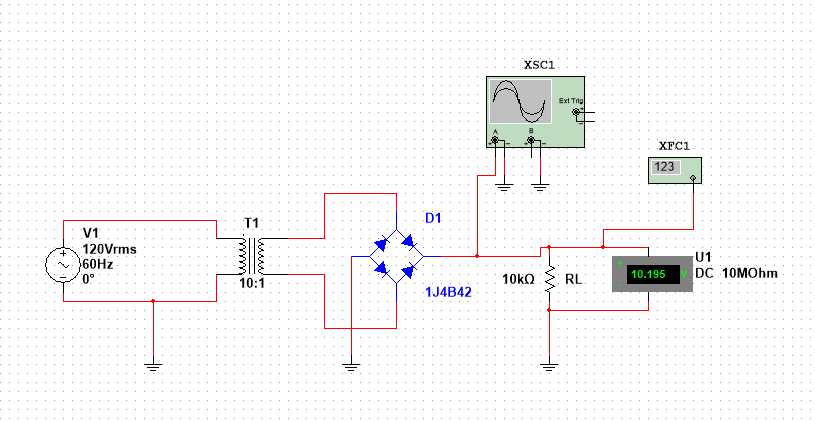 XSC1
Ext Trig
+
-
A
B
+ -
+ -
XFC1
123
V1
120Vrms
60Hz
0°
T1
10:1
D1
1J4B42
10kΩ
RL
U1
+
10.195 V
-
DC 10MOhm